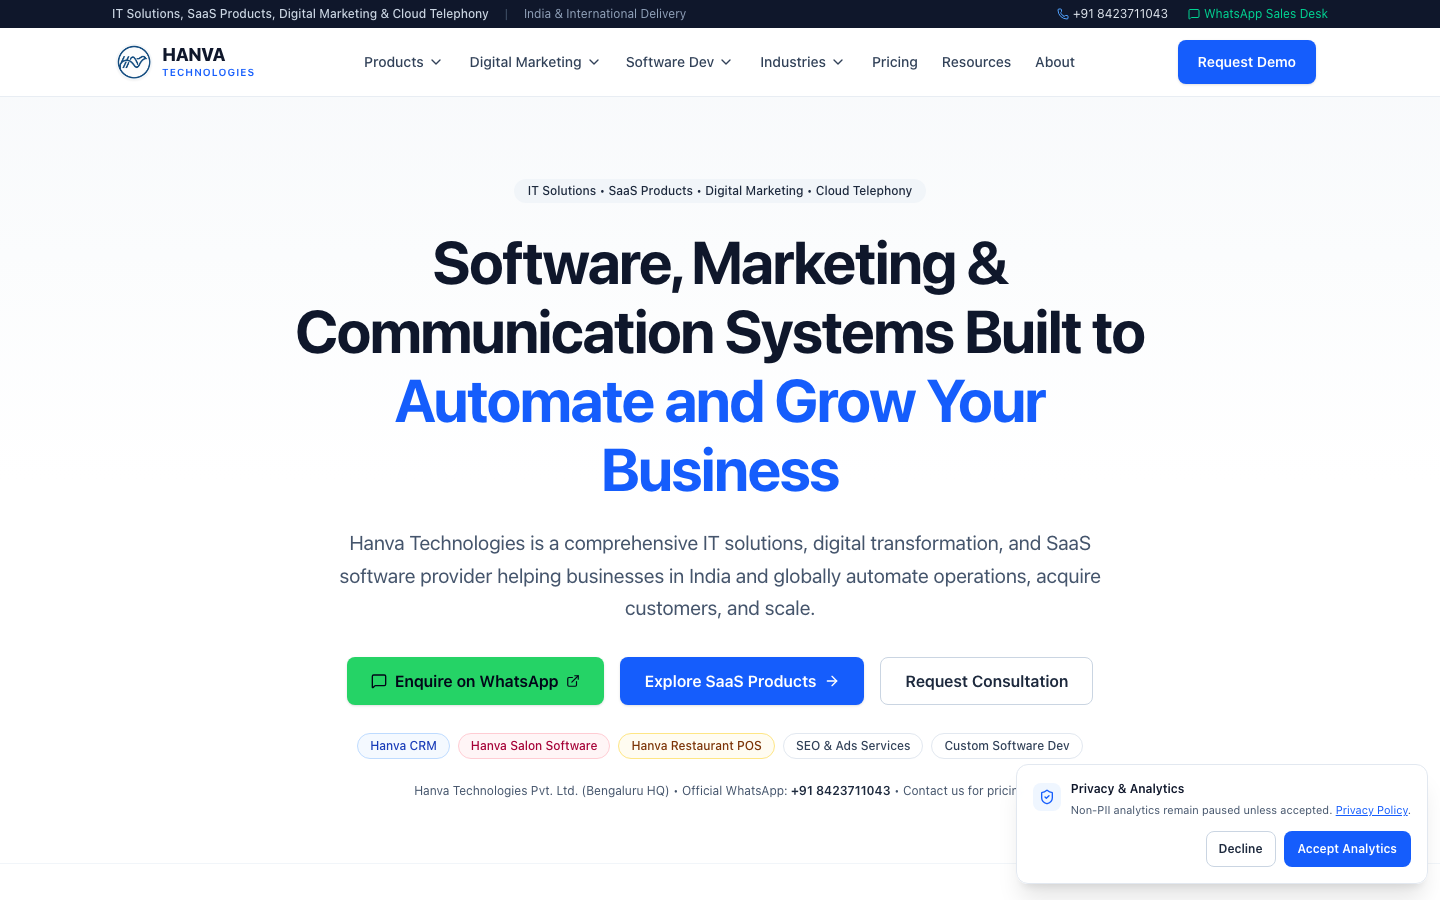 IT Solutions, SaaS Products, Digital Marketing & Cloud Telephony | India & International Delivery
+91 8423711043 WhatsApp Sales Desk
HANVA
TECHNOLOGIES
Products Digital Marketing Software Dev Industries Pricing Resources About
Request Demo
IT Solutions • SaaS Products • Digital Marketing • Cloud Telephony
Software, Marketing &
Communication Systems Built to
Automate and Grow Your
Business
Hanva Technologies is a comprehensive IT solutions, digital transformation, and SaaS
software provider helping businesses in India and globally automate operations, acquire
customers, and scale.
Enquire on WhatsApp Explore SaaS Products Request Consultation
Hanva CRM Hanva Salon Software Hanva Restaurant POS SEO & Ads Services Custom Software Dev
Hanva Technologies Pvt. Ltd. (Bengaluru HQ) • Official WhatsApp: +91 8423711043 • Contact us for
Privacy & Analytics
Non-PII analytics remain paused unless accepted. Privacy Policy.
Decline Accept Analytics